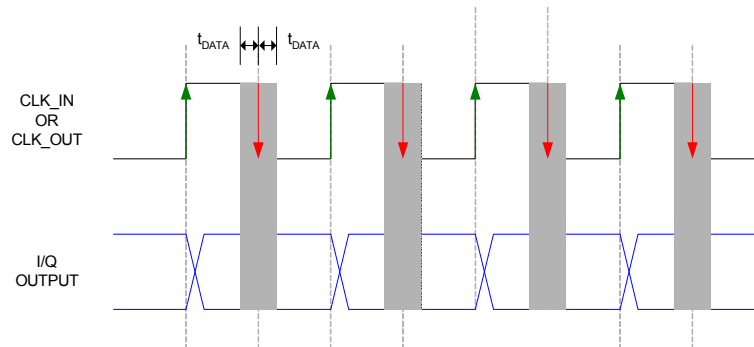 tDATA tDATA
CLK_IN
OR
CLK_OUT
I/Q
OUTPUT